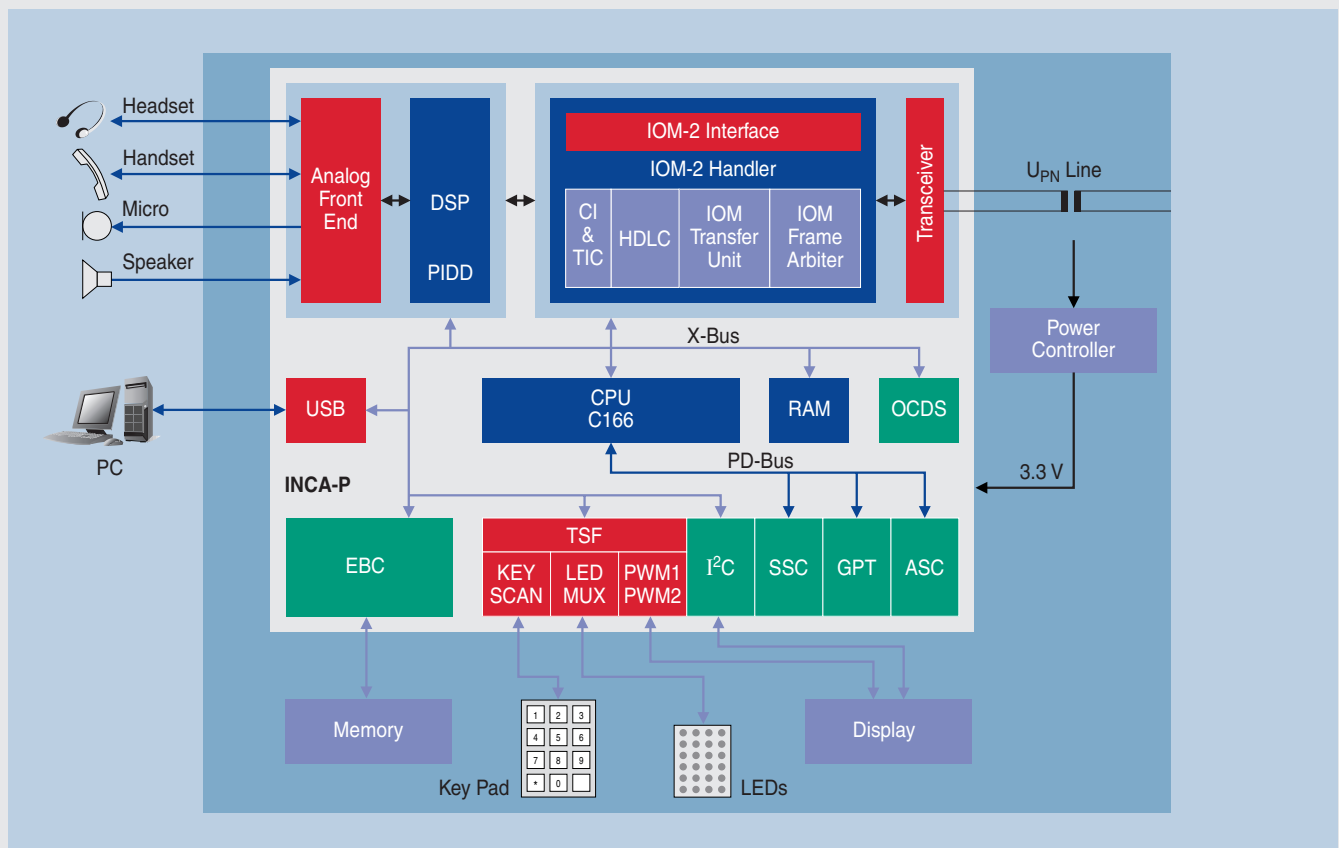 Headset
Handset
Micro
Speaker
Analog
Front
End
DSP
PIDD
IOM-2 Interface
IOM-2 Handler
CI
&
TIC
HDLC
IOM
Transfer
Unit
IOM
Frame
Arbiter
Transceiver
UPN Line
Power
Controller
3.3 V
X-Bus
PC
USB
CPU
C166
RAM
OCDS
PD-Bus
INCA-P
EBC
TSF
KEY
SCAN
LED
MUX
PWM1
PWM2
I²C
SSC
GPT
ASC
Memory
1 2 3
4 5 6
7 8 9
* 0
Key Pad
LEDs
Display